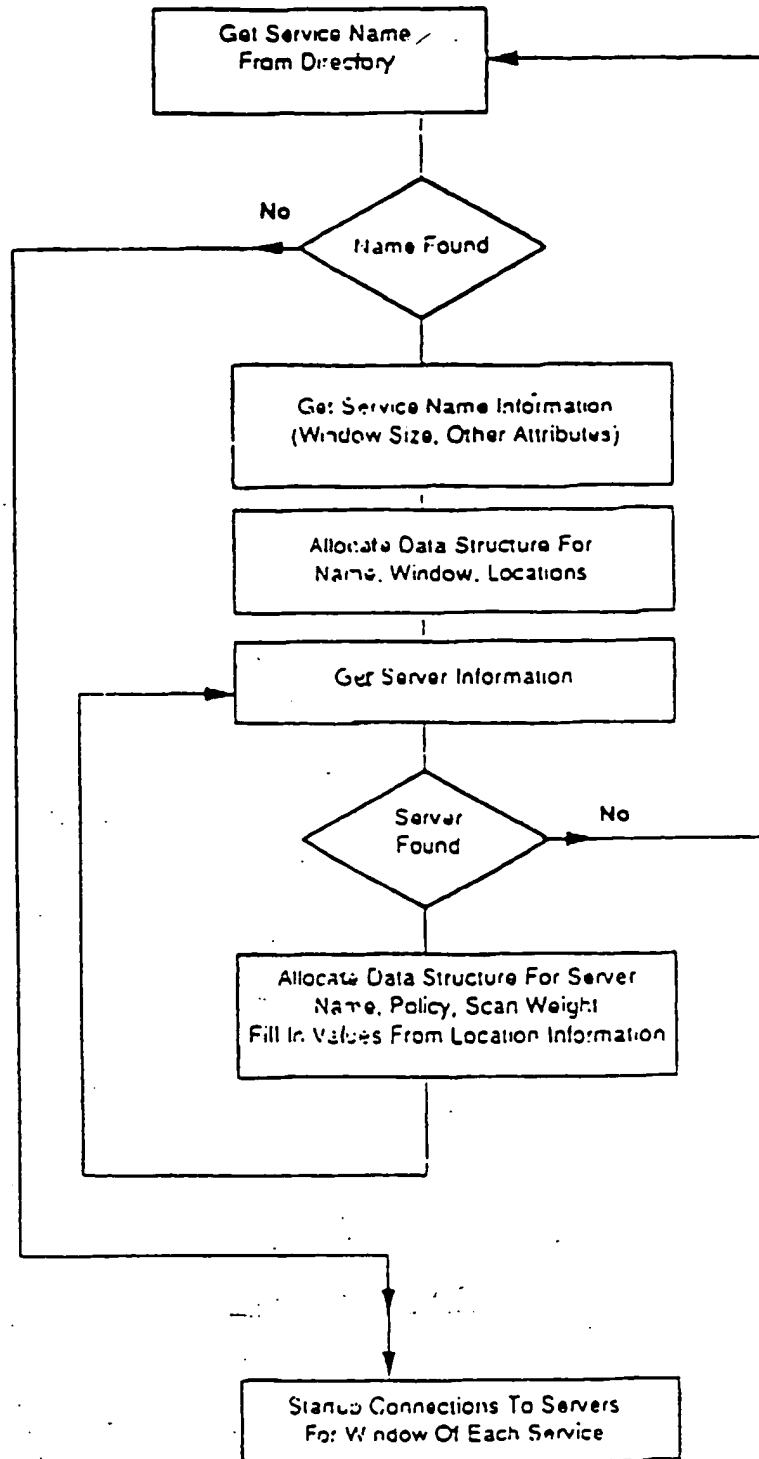 Get Service Name
From Directory
No
Name Found
Get Service Name Information
(Window Size, Other Attributes)
Allocate Data Structure For
Name, Window, Locations
Get Server Information
Server
Found
No
Allocate Data Structure For Server
Name, Policy, Scan Weight
Fill In Values From Location Information
Startup Connections To Servers
For Window Of Each Service